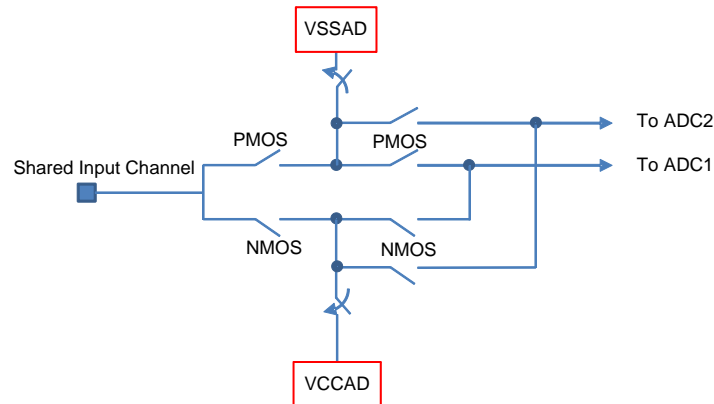 VSSAD
To ADC2
PMOS
PMOS
Shared Input Channel
To ADC1
NMOS
NMOS
VCCAD